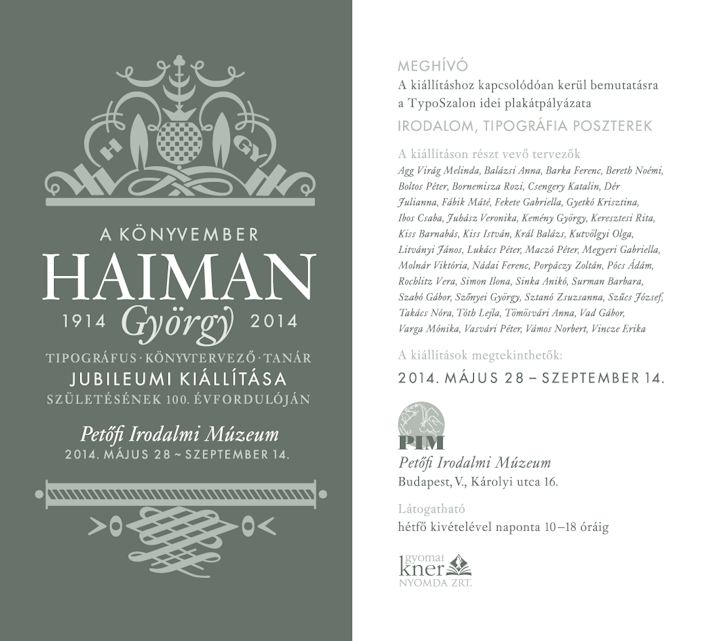 H GY
A KÖNYVEMBER
HAIMAN
1914 György 2014
TIPOGRÁFUS·KÖNYVTERVEZŐ·TANÁR
JUBILEUMI KIÁLLÍTÁSA
SZÜLETÉSÉNEK 100. ÉVFORDULÓJÁN
Petőfi Irodalmi Múzeum
2014. MÁJUS 28 ~ SZEPTEMBER 14.
MEGHÍVÓ
A kiállításhoz kapcsolódóan kerül bemutatásra
a TypoSzalon idei plakátpályázata
IRODALOM, TIPOGRÁFIA POSZTEREK
A kiállításon részt vevő tervezők
Agg Virág Melinda, Balázsi Anna, Barka Ferenc, Bereth Noémi,
Boltos Péter, Bornemisza Rozi, Csengery Katalin, Dér
Julianna, Fábik Máté, Fekete Gabriella, Gyetkó Krisztina,
Ihos Csaba, Juhász Veronika, Kemény György, Keresztesi Rita,
Kiss Barnabás, Kiss István, Král Balázs, Kutvölgyi Olga,
Litványi János, Lukács Péter, Maczó Péter, Megyeri Gabriella,
Molnár Viktória, Nádai Ferenc, Porpáczy Zoltán, Pócs Ádám,
Rochlitz Vera, Simon Ilona, Sinka Anikó, Surman Barbara,
Szabó Gábor, Szőnyei György, Sztanó Zsuzsanna, Szűcs József,
Takács Nóra, Tóth Lejla, Tömösvári Anna, Vad Gábor,
Varga Mónika, Vasvári Péter, Vámos Norbert, Vincze Erika
A kiállítások megtekinthetők:
2014. MÁJUS 28 – SZEPTEMBER 14.
PIM
Petőfi Irodalmi Múzeum
Budapest, V., Károlyi utca 16.
Látogatható
hétfő kivételével naponta 10–18 óráig
gyomai
kner
NYOMDA ZRT.